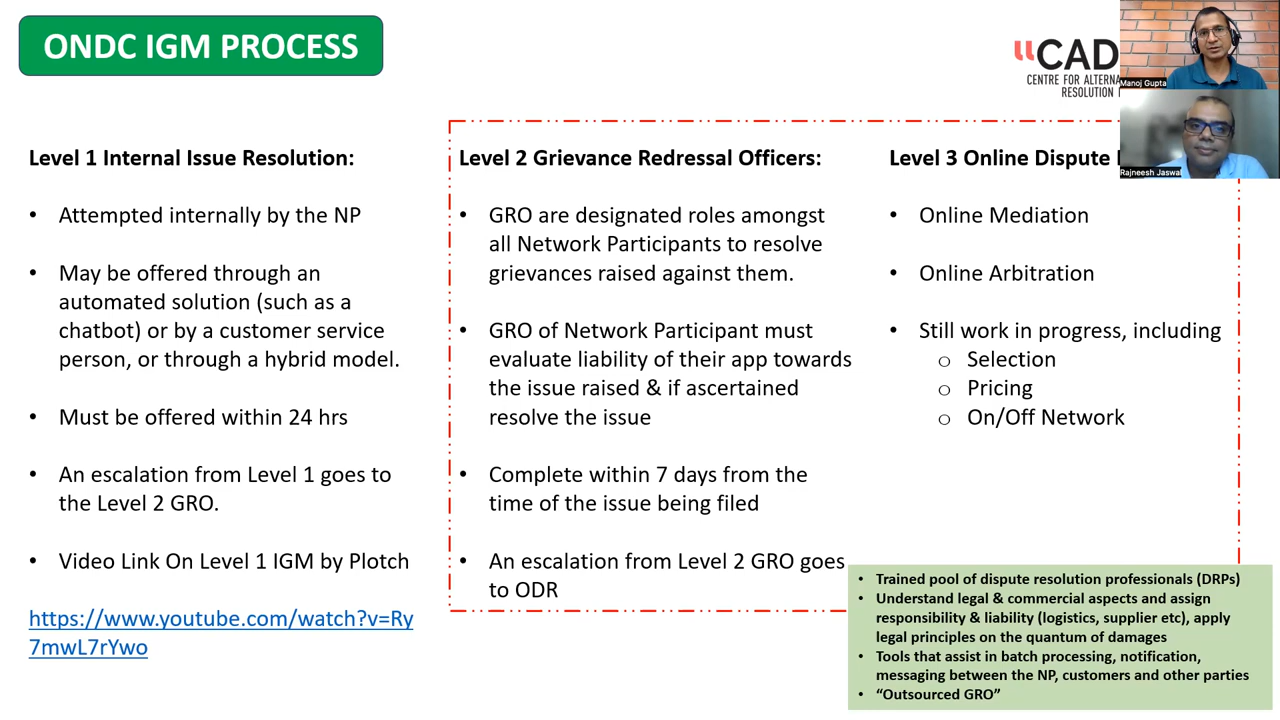 ONDC IGM PROCESS
CAD
CENTRE FOR ALTERNA
RESOLUTION
Manoj Gupta
Rajneesh Jaswal
Level 1 Internal Issue Resolution:
• Attempted internally by the NP
• May be offered through an
automated solution (such as a
chatbot) or by a customer service
person, or through a hybrid model.
• Must be offered within 24 hrs
• An escalation from Level 1 goes to
the Level 2 GRO.
• Video Link On Level 1 IGM by Plotch
https://www.youtube.com/watch?v=Ry
7mwL7rYwo
Level 2 Grievance Redressal Officers:
• GRO are designated roles amongst
all Network Participants to resolve
grievances raised against them.
• GRO of Network Participant must
evaluate liability of their app towards
the issue raised & if ascertained
resolve the issue
• Complete within 7 days from the
time of the issue being filed
• An escalation from Level 2 GRO goes
to ODR
Level 3 Online Dispute
• Online Mediation
• Online Arbitration
• Still work in progress, including
o Selection
o Pricing
o On/Off Network
• Trained pool of dispute resolution professionals (DRPs)
• Understand legal & commercial aspects and assign
responsibility & liability (logistics, supplier etc), apply
legal principles on the quantum of damages
• Tools that assist in batch processing, notification,
messaging between the NP, customers and other parties
• “Outsourced GRO”